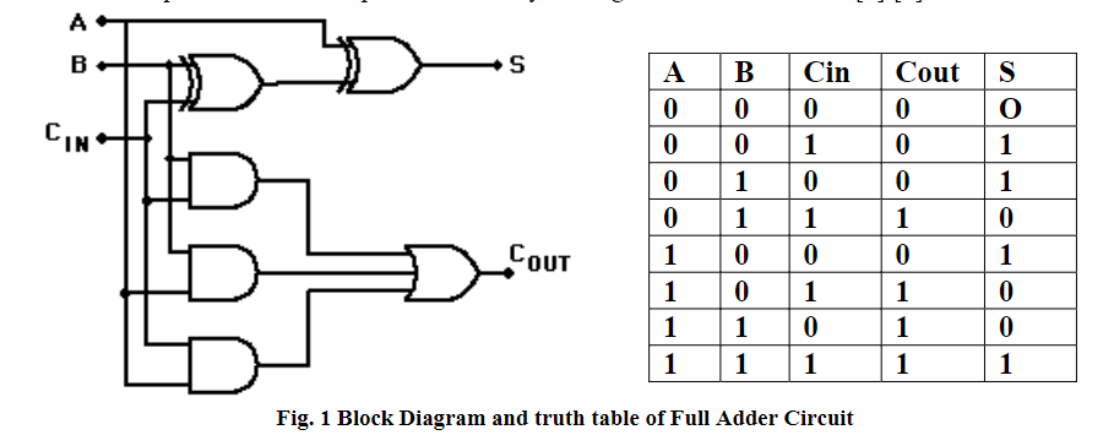 A
B
C IN
S
C OUT
A B Cin Cout S
0 0 0 0 O
0 0 1 0 1
0 1 0 0 1
0 1 1 1 0
1 0 0 0 1
1 0 1 1 0
1 1 0 1 0
1 1 1 1 1
Fig. 1 Block Diagram and truth table of Full Adder Circuit